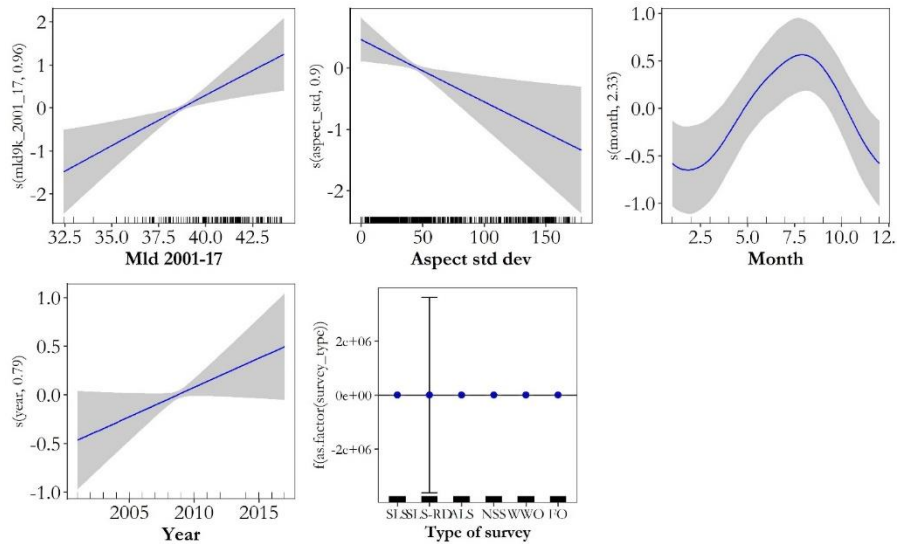 s(mld9k_2001_17, 0.96)
2
1
0
-1
-2
32.5 35.0 37.5 40.0 42.5
Mld 2001-17
s(aspect_std, 0.9)
0
-1
-2
0 50 100 150
Aspect std dev
s(month, 2.33)
1.0
0.5
0.0
-0.5
-1.0
2.5 5.0 7.5 10.0 12.
Month
s(year, 0.79)
1.0
0.5
0.0
-0.5
-1.0
2005 2010 2015
Year
f(as.factor(survey_type))
2e+06
0e+00
-2e+06
NSS WWO
Type of survey